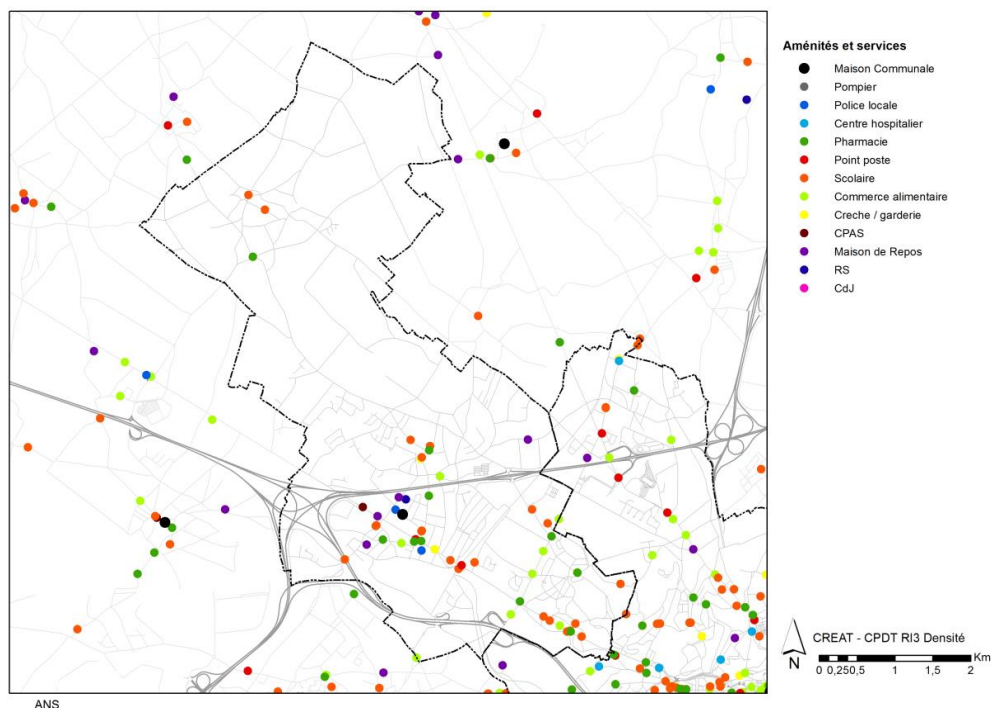 Aménités et services
Maison Communale
Pompier
Police locale
Centre hospitalier
Pharmacie
Point poste
Scolaire
Commerce alimentaire
Creche / garderie
CPAS
Maison de Repos
RS
CdJ
N
CREAT - CPDT RI3 Densité
0 0,250,5 1 1,5 2 Km
ANS